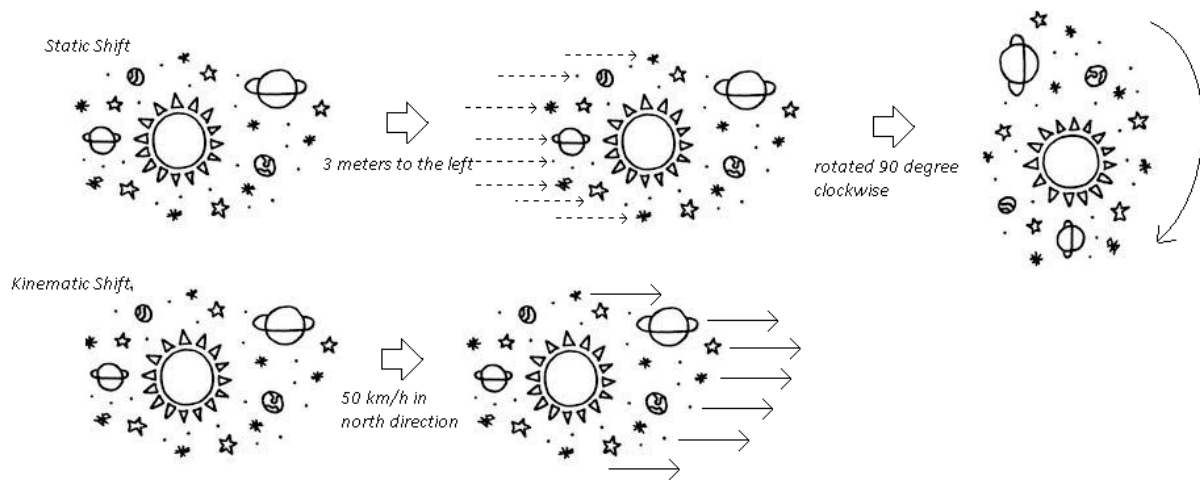 Static Shift
3 meters to the left
rotated 90 degree
clockwise
Kinematic Shift,
50 km/h in
north direction